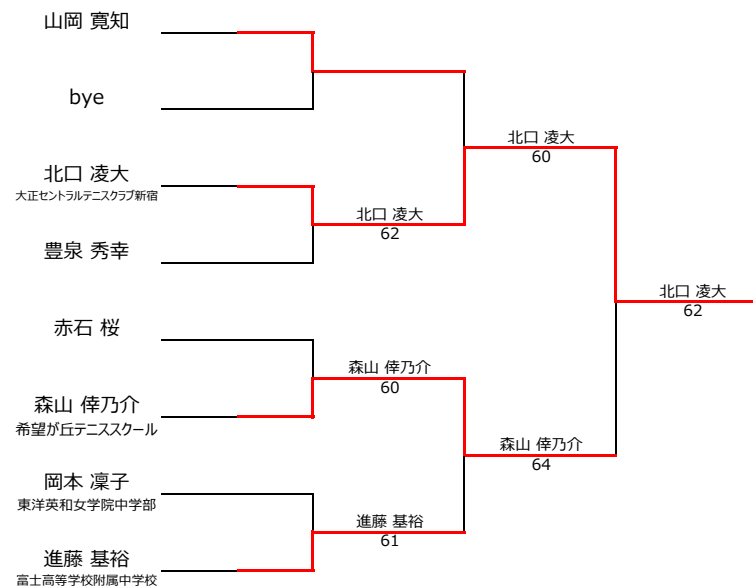 山岡 寛知
bye
北口 凌大
大正セントラルテニスクラブ新宿
豊泉 秀幸
赤石 桜
森山 倖乃介
希望が丘テニススクール
岡本 凜子
東洋英和女学院中学部
進藤 基裕
富士高等学校附属中学校
北口 凌大
62
森山 倖乃介
60
進藤 基裕
61
北口 凌大
60
森山 倖乃介
64
北口 凌大
62